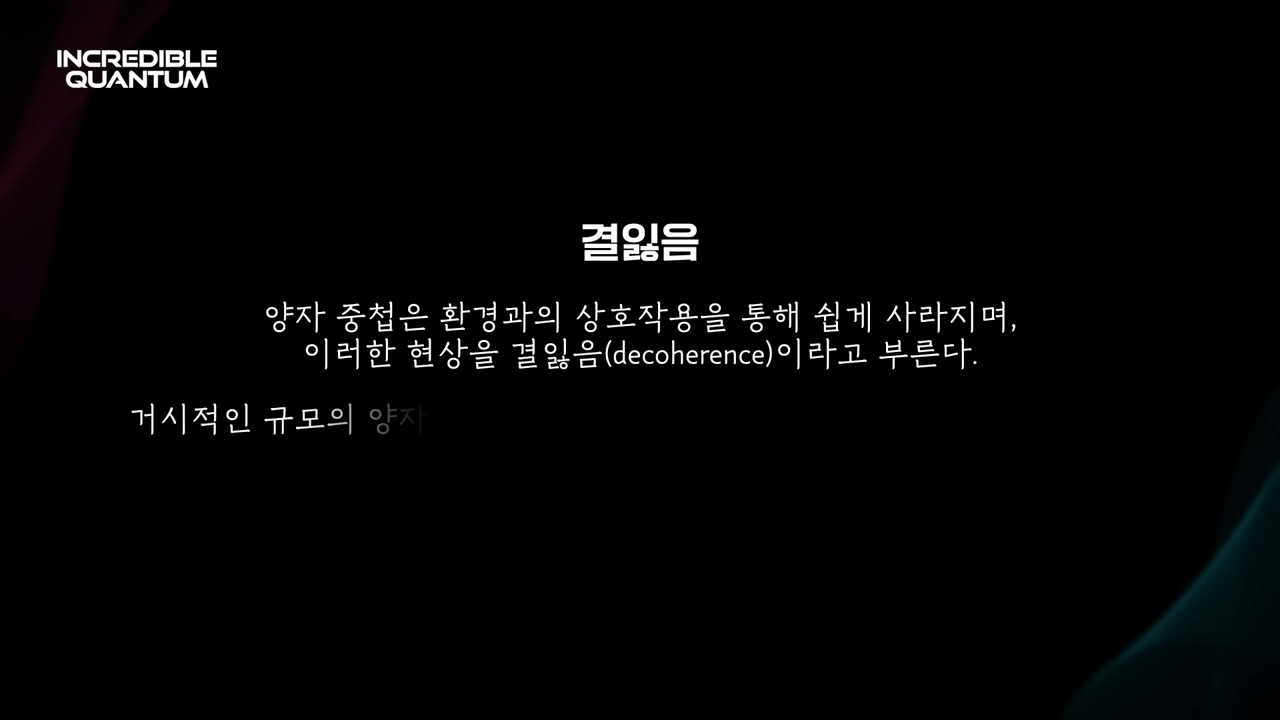 INCREDIBLE
QUANTUM
결잃음
양자 중첩은 환경과의 상호작용을 통해 쉽게 사라지며,
이러한 현상을 결잃음(decoherence)이라고 부른다.
거시적인 규모의 양자